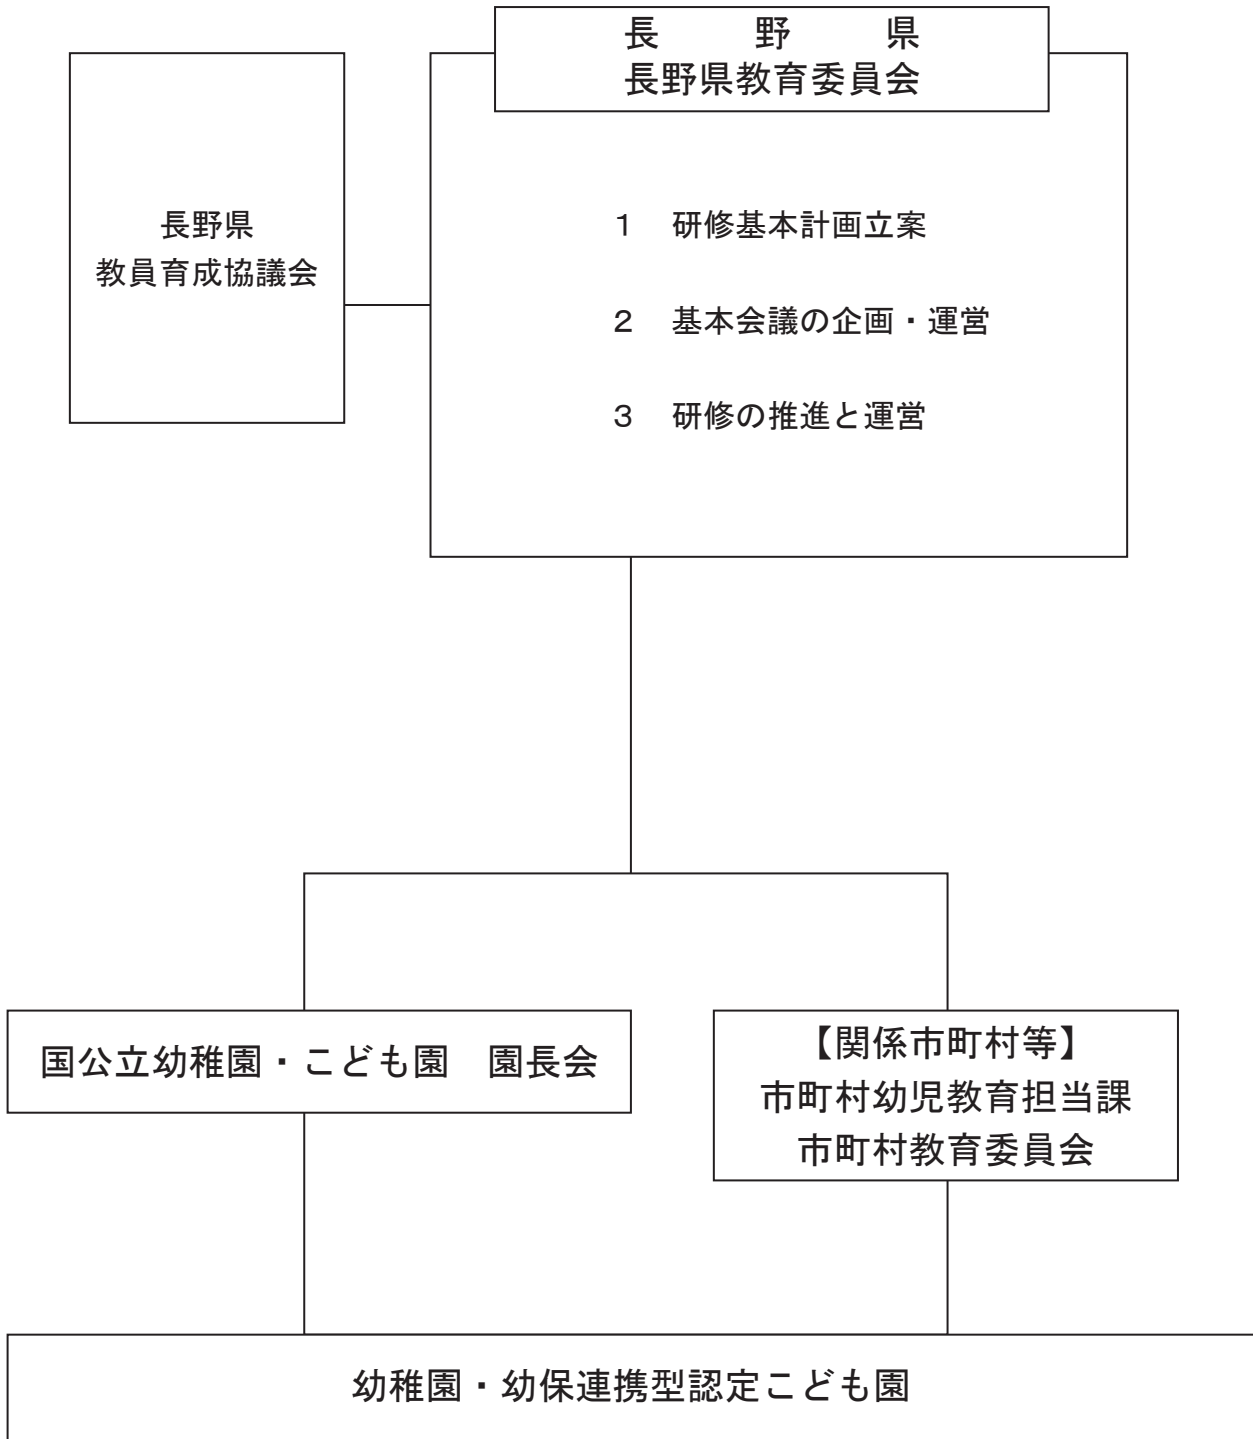 長　野　県
長野県教育委員会
長野県
教員育成協議会
１　研修基本計画立案
２　基本会議の企画・運営
３　研修の推進と運営
国公立幼稚園・こども園　園長会
【関係市町村等】
市町村幼児教育担当課
市町村教育委員会
幼稚園・幼保連携型認定こども園